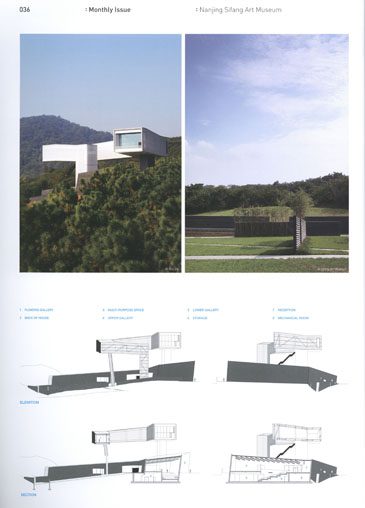 036
: Monthly Issue
: Nanjing Sifang Art Museum
1 FLOATING GALLERY
3 MULTI-PURPOSE SPACE
5 LOWER GALLERY
7 RECEPTION
2 BACK OF HOUSE
4 UPPER GALLERY
6 STORAGE
8 MECHANICAL ROOM
ELEVATION
SECTION